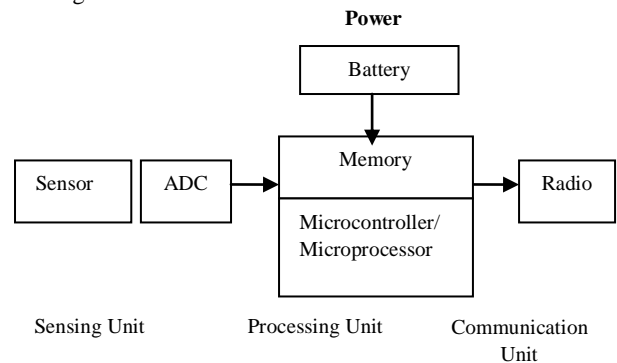 Power
Battery
Memory
Sensor
ADC
Radio
Microcontroller/
Microprocessor
Sensing Unit
Processing Unit
Communication
Unit